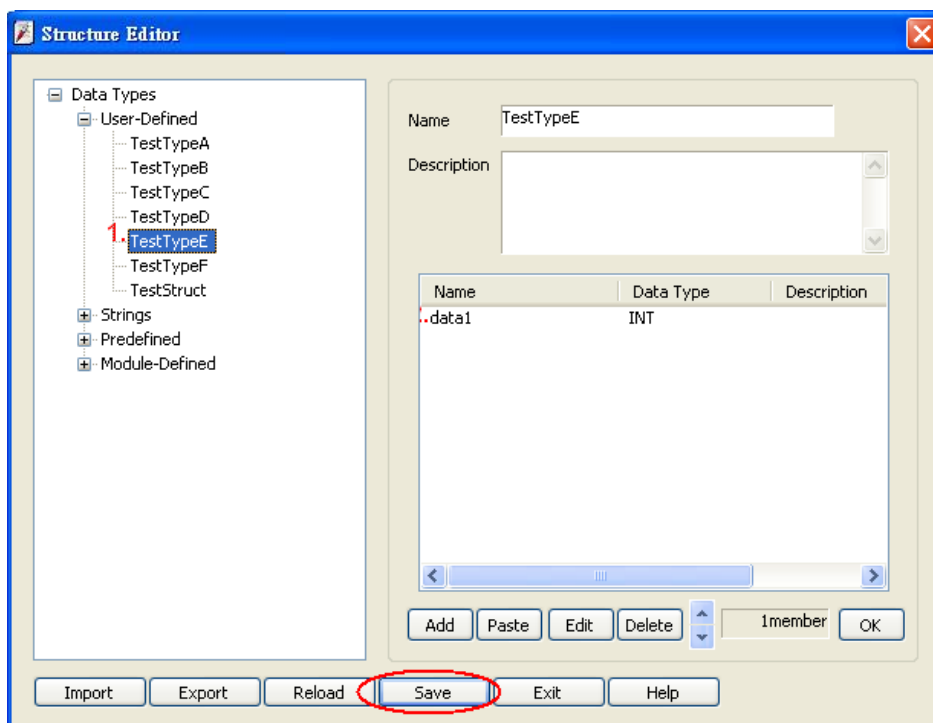 Structure Editor
Data Types
User-Defined
TestTypeA
TestTypeB
TestTypeC
TestTypeD
1. TestTypeE
TestTypeF
TestStruct
Strings
Predefined
Module-Defined
Name TestTypeE
Description
Name Data Type Description
data1 INT
Add Paste Edit Delete 1member OK
Import Export Reload Save Exit Help